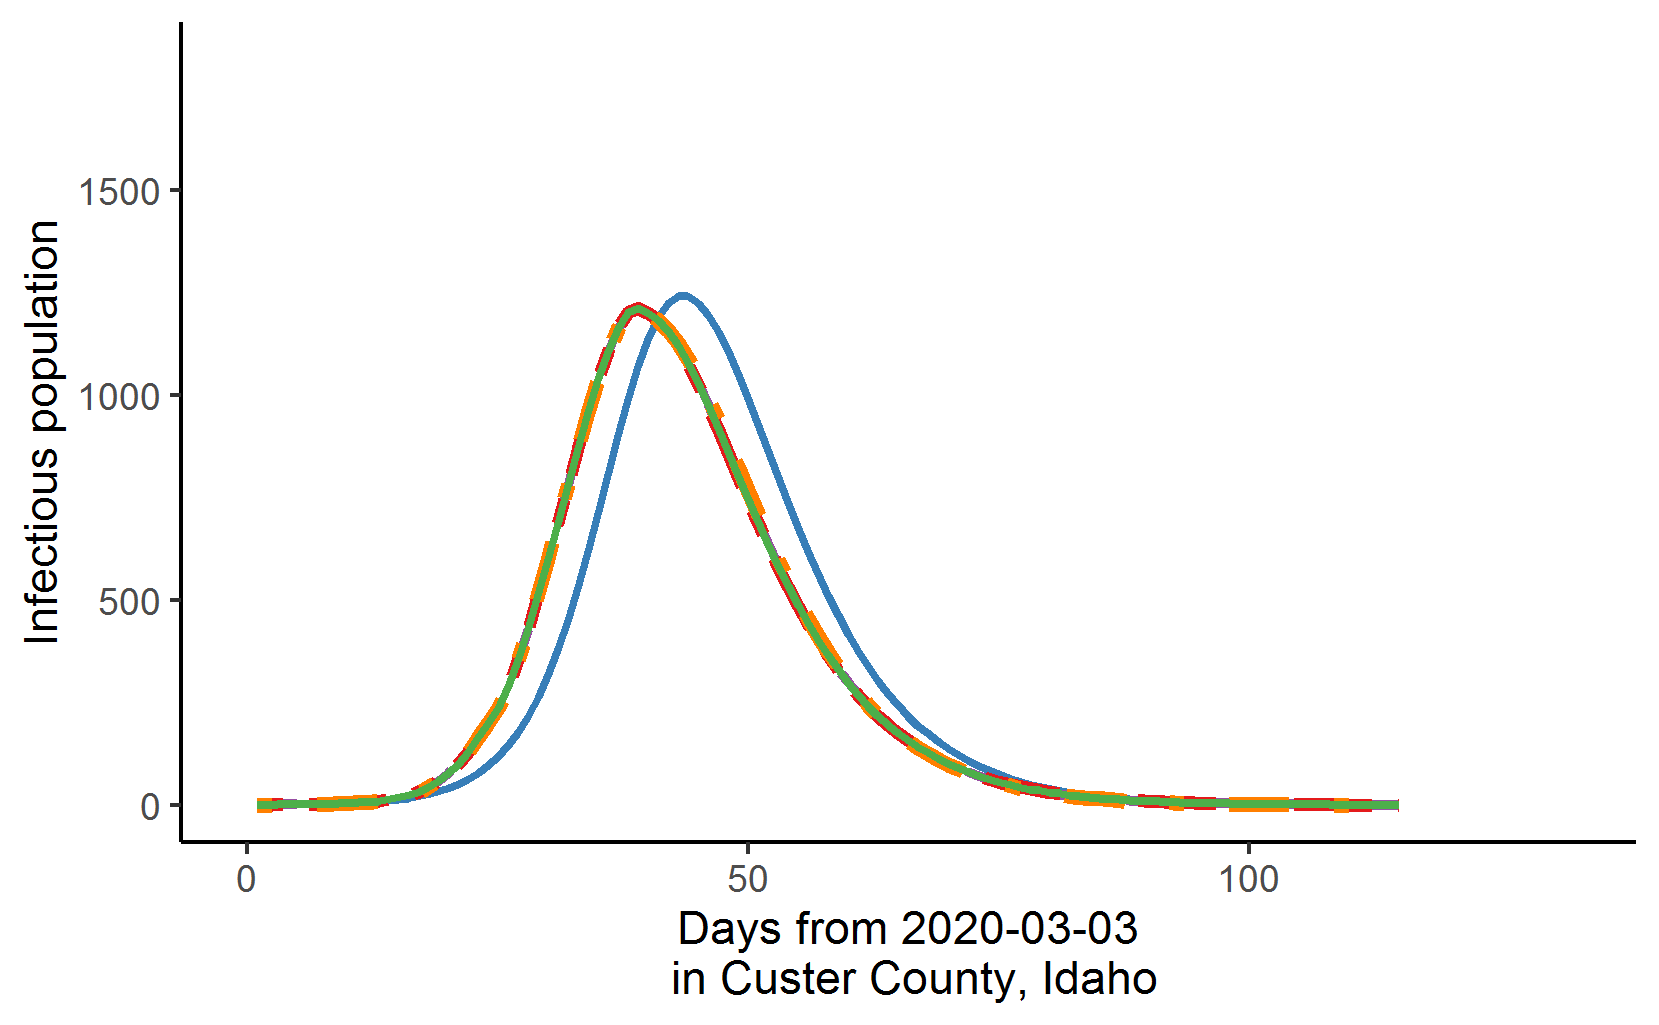 Infectious population
1500
1000
500
0
0 50 100
Days from 2020-03-03
in Custer County, Idaho